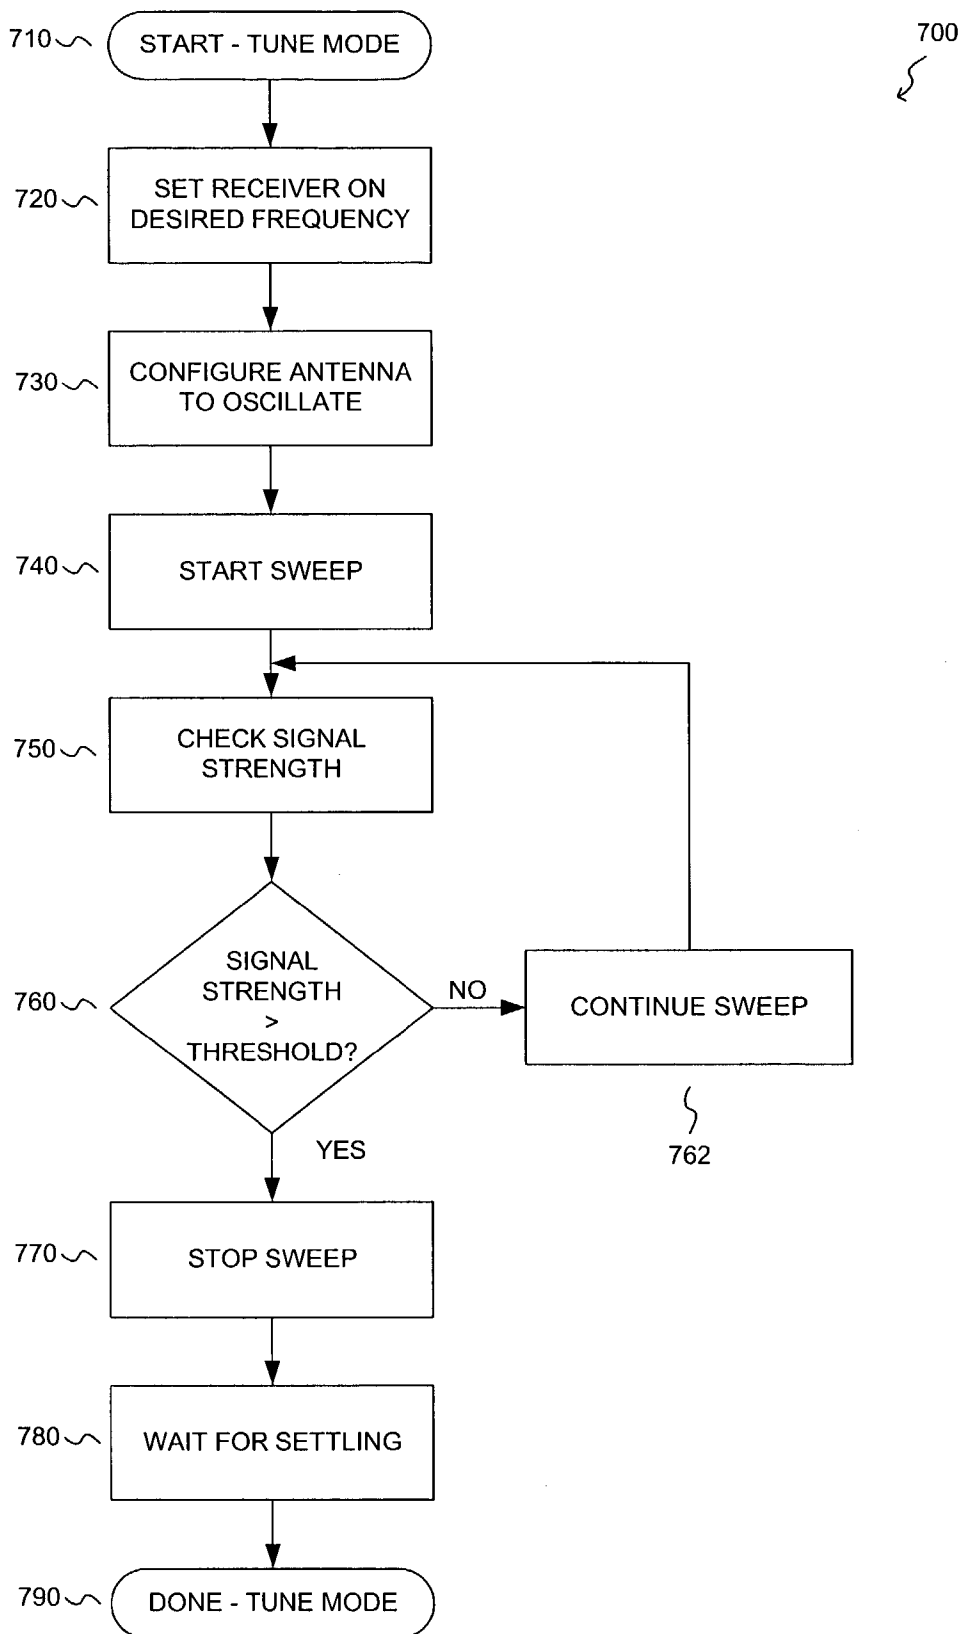 700
710
START - TUNE MODE
720
SET RECEIVER ON
DESIRED FREQUENCY
730
CONFIGURE ANTENNA
TO OSCILLATE
740
START SWEEP
750
CHECK SIGNAL
STRENGTH
760
SIGNAL
STRENGTH
>
THRESHOLD?
NO
CONTINUE SWEEP
762
YES
770
STOP SWEEP
780
WAIT FOR SETTLING
790
DONE - TUNE MODE